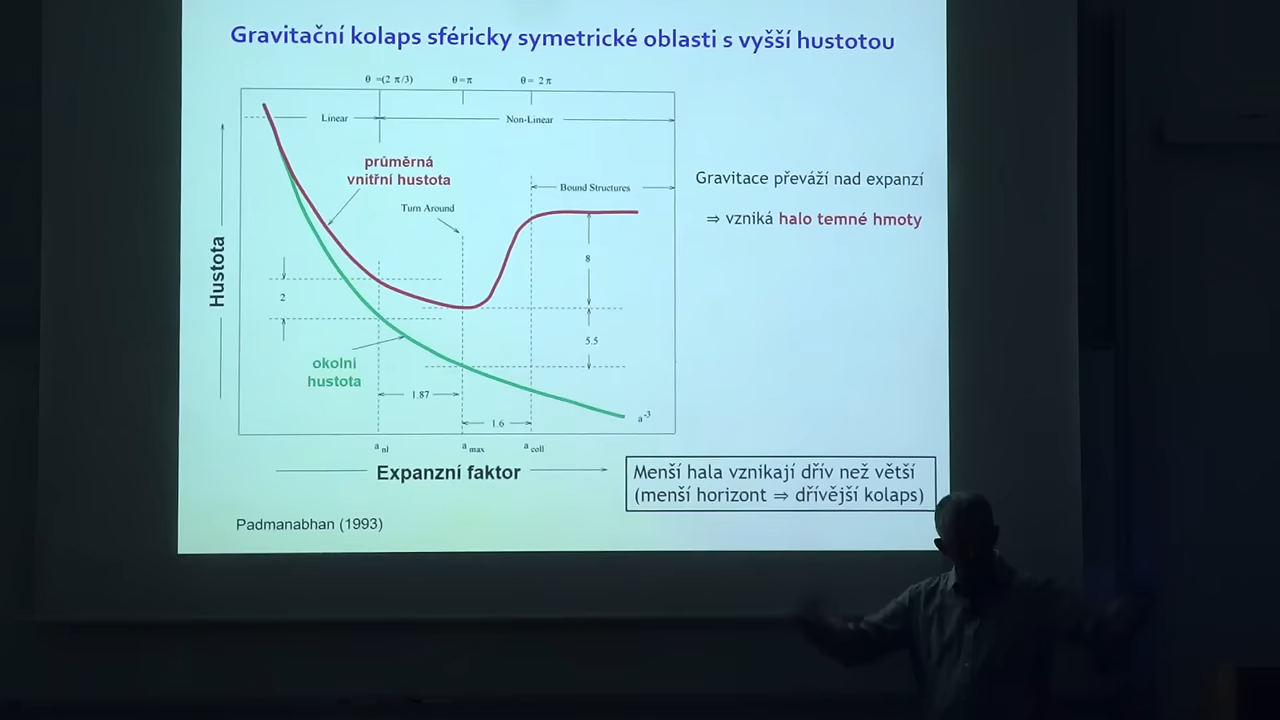 Gravitační kolaps sféricky symetrické oblasti s vyšší hustotou
θ =(2 π/3)
θ=π
θ= 2π
Linear
Non-Linear
průměrná
vnitřní hustota
Bound Structures
Turn Around
Gravitace převáží nad expanzí
⇒ vzniká halo temné hmoty
Hustota
8
2
5.5
okolní
hustota
1.87
1.6
a⁻³
a nl
a max
a coll
Expanzní faktor
Menší hala vznikají dřív než větší
(menší horizont ⇒ dřívější kolaps)
Padmanabhan (1993)